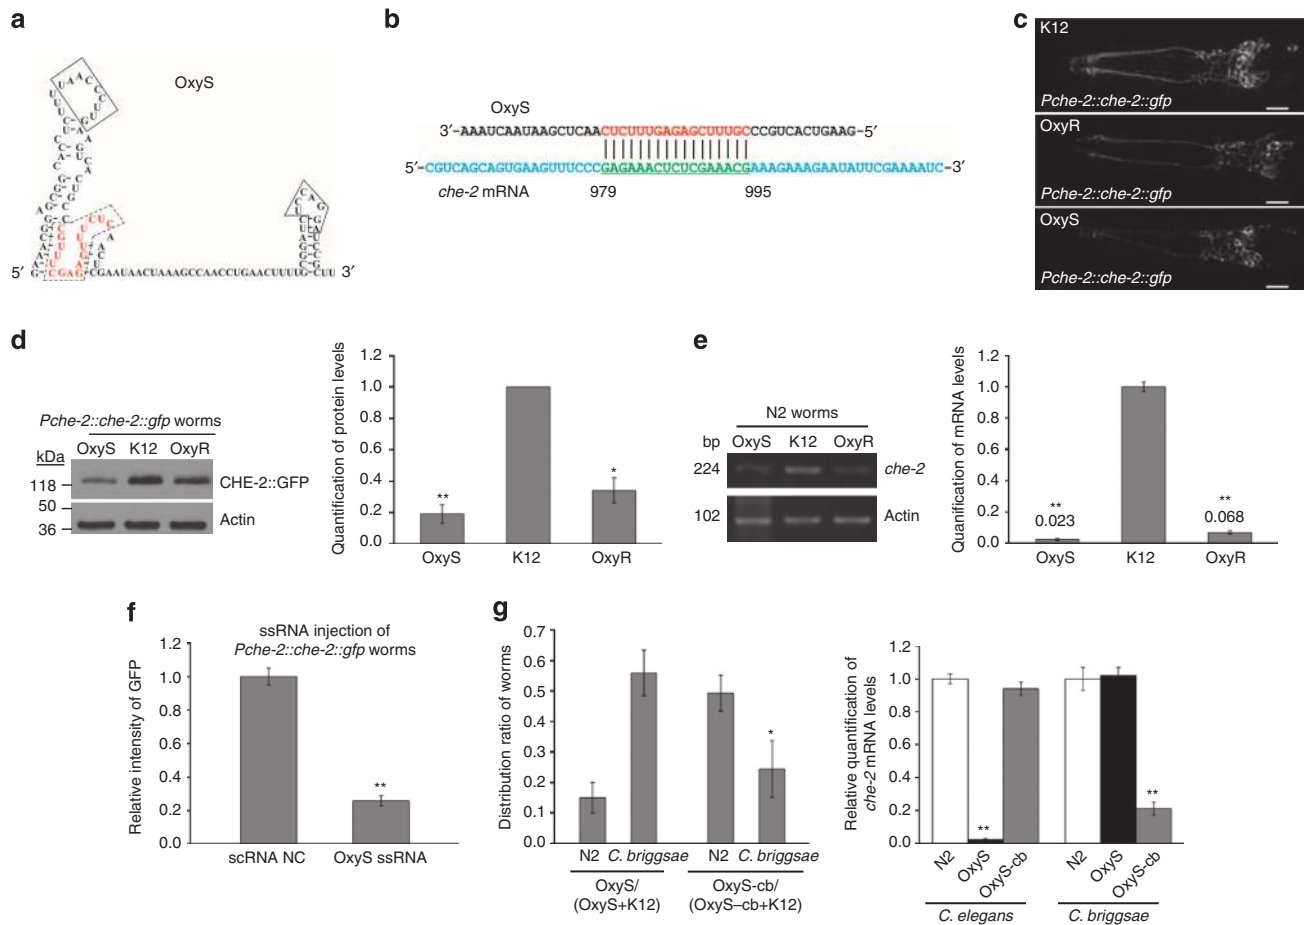 a
OxyS
5′
GAAUAACUAAAGCCAACCUGAACUUUUG
3′
b
OxyS
3′-AAAUCAAUAAGCUCAACUCUUUGAGAGCUUUGCCCGUCACUGAAG-5′
5′-CGUCAGCAGUGAAGUUUCCCGAGAAACUCUCGAAACGAAAGAAAGAAUAUUCGAAAAUC-3′
che-2 mRNA 979 995
c
K12
Pche-2::che-2::gfp
OxyR
Pche-2::che-2::gfp
OxyS
Pche-2::che-2::gfp
d
Pche-2::che-2::gfp worms
kDa OxyS K12 OxyR
118 CHE-2::GFP
50
36 Actin
Quantification of protein levels
1.2
1.0
0.8
0.6
0.4
0.2
0.0
** *
OxyS K12 OxyR
e
N2 worms
bp OxyS K12 OxyR
224 che-2
102 Actin
Quanification of mRNA levels
1.2
1.0
0.8
0.6
0.4
0.2
0.0
** **
0.023 0.068
OxyS K12 OxyR
f
ssRNA injection of
Pche-2::che-2::gfp worms
Relative intensity of GFP
1.2
1.0
0.8
0.6
0.4
0.2
0.0
**
scRNA NC OxyS ssRNA
g
Distribution ratio of worms
0.7
0.6
0.5
0.4
0.3
0.2
0.1
0.0
*
N2 C. briggsae N2 C. briggsae
OxyS/ OxyS-cb/
(OxyS+K12) (OxyS–cb+K12)
Relative quantification of
che-2 mRNA levels
1.2
1.0
0.8
0.6
0.4
0.2
0.0
** **
N2 OxyS OxyS-cb N2 OxyS OxyS-cb
C. elegans C. briggsae